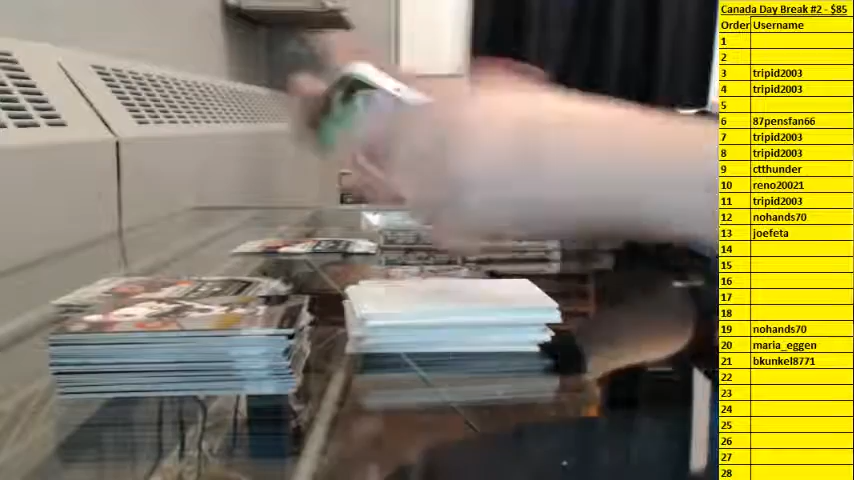 Canada Day Break #2 - $85
Order Username
1
2
3 tripid2003
4 tripid2003
5
6 87pensfan66
7 tripid2003
8 tripid2003
9 ctthunder
10 reno20021
11 tripid2003
12 nohands70
13 joefeta
14
15
16
17
18
19 nohands70
20 maria_eggen
21 bkunkel8771
22
23
24
25
26
27
28